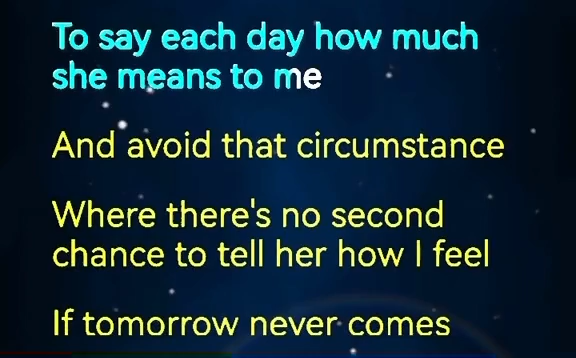 To say each day how much
she means to me
And avoid that circumstance
Where there's no second
chance to tell her how I feel
If tomorrow never comes